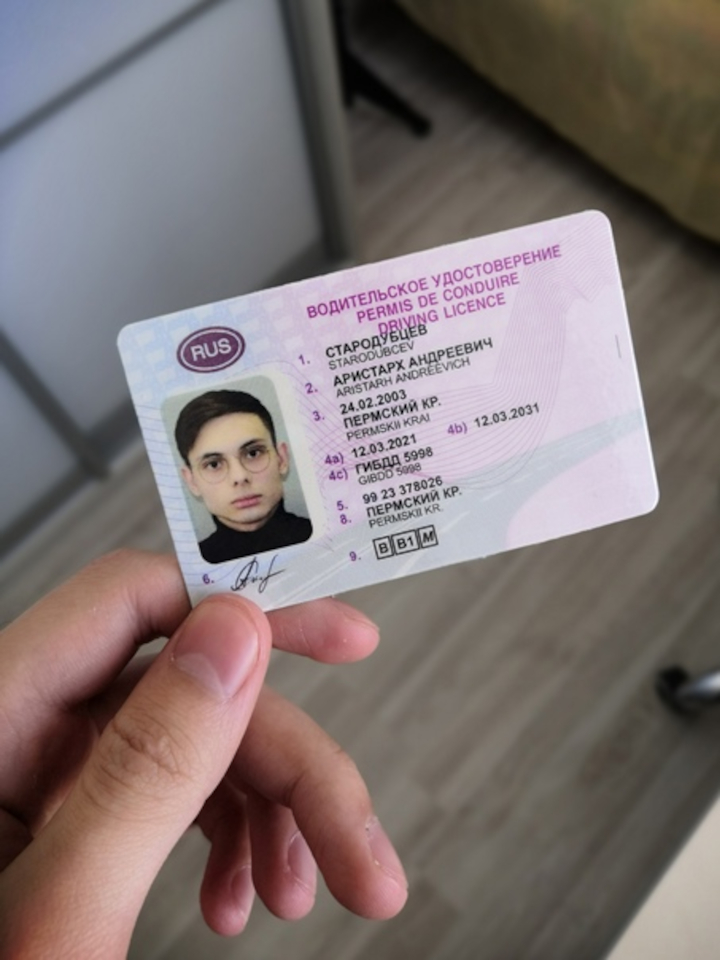 RUS
ВОДИТЕЛЬСКОЕ УДОСТОВЕРЕНИЕ
PERMIS DE CONDUIRE
DRIVING LICENCE
1. СТАРОДУБЦЕВ
STARODUBCEV
2. АРИСТАРХ АНДРЕЕВИЧ
ARISTARH ANDREEVICH
3. 24.02.2003
ПЕРМСКИЙ КР.
PERMSKII KRAI
4a) 12.03.2021 4b) 12.03.2031
4c) ГИБДД 5998
GIBDD 5998
5. 99 23 378026
8. ПЕРМСКИЙ КР.
PERMSKII KR.
9. B B1 M
6.